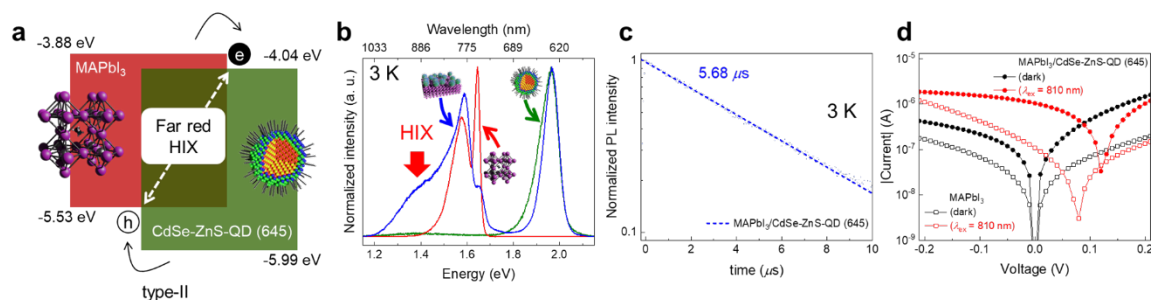 a
-3.88 eV
MAPbI₃
e
-4.04 eV
Far red
HIX
-5.53 eV
h
CdSe-ZnS-QD (645)
-5.99 eV
type-II
b
Wavelength (nm)
1033 886 775 689 620
3 K
HIX
Normalized intensity (a. u.)
1.2 1.4 1.6 1.8 2.0
Energy (eV)
c
1
5.68 μs
3 K
Normalized PL intensity
MAPbI₃/CdSe-ZnS-QD (645)
0.1
0 2 4 6 8 10
time (μs)
d
10⁻⁴
MAPbI₃/CdSe-ZnS-QD (645)
(dark)
(λₑₓ = 810 nm)
10⁻⁵
10⁻⁶
10⁻⁷
10⁻⁸
10⁻⁹
|Current| (A)
MAPbI₃
(dark)
(λₑₓ = 810 nm)
-0.2 -0.1 0.0 0.1 0.2
Voltage (V)